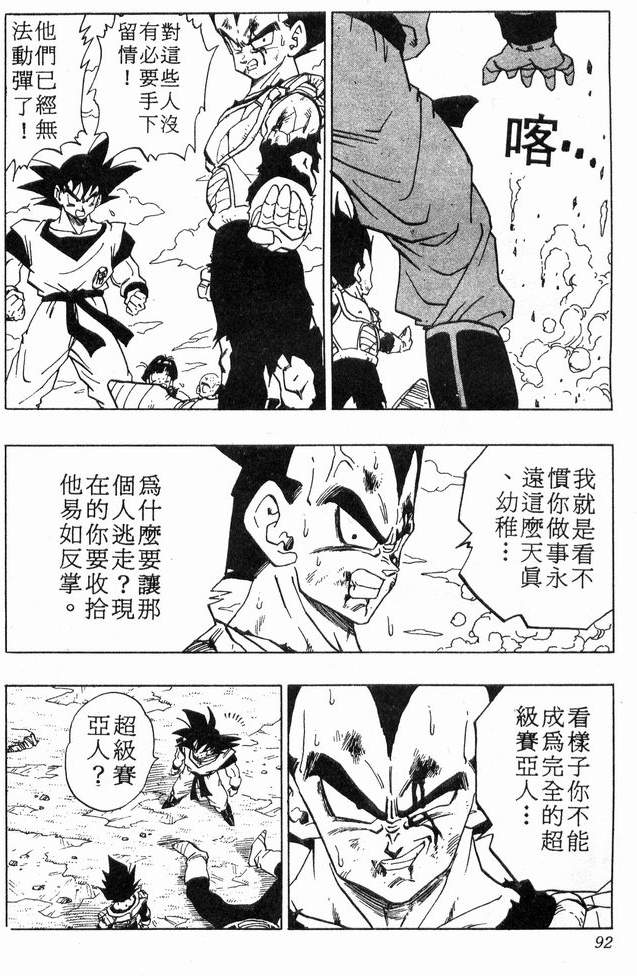 喀…
對這些人沒
有必要手下
留情！
他們已經無
法動彈了！
我就是看不
慣你做事永
遠這麼天眞
、幼稚…
爲什麼要讓那
個人逃走？現
在的你要收拾
他易如反掌。
看樣子你不能
成爲完全的超
級賽亞人…
超級賽
亞人？
92